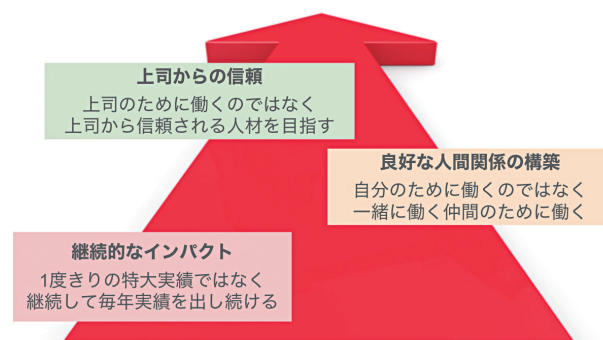 上司からの信頼
上司のために働くのではなく
上司から信頼される人材を目指す
良好な人間関係の構築
自分のために働くのではなく
一緒に働く仲間のために働く
継続的なインパクト
1度きりの特大実績ではなく
継続して毎年実績を出し続ける